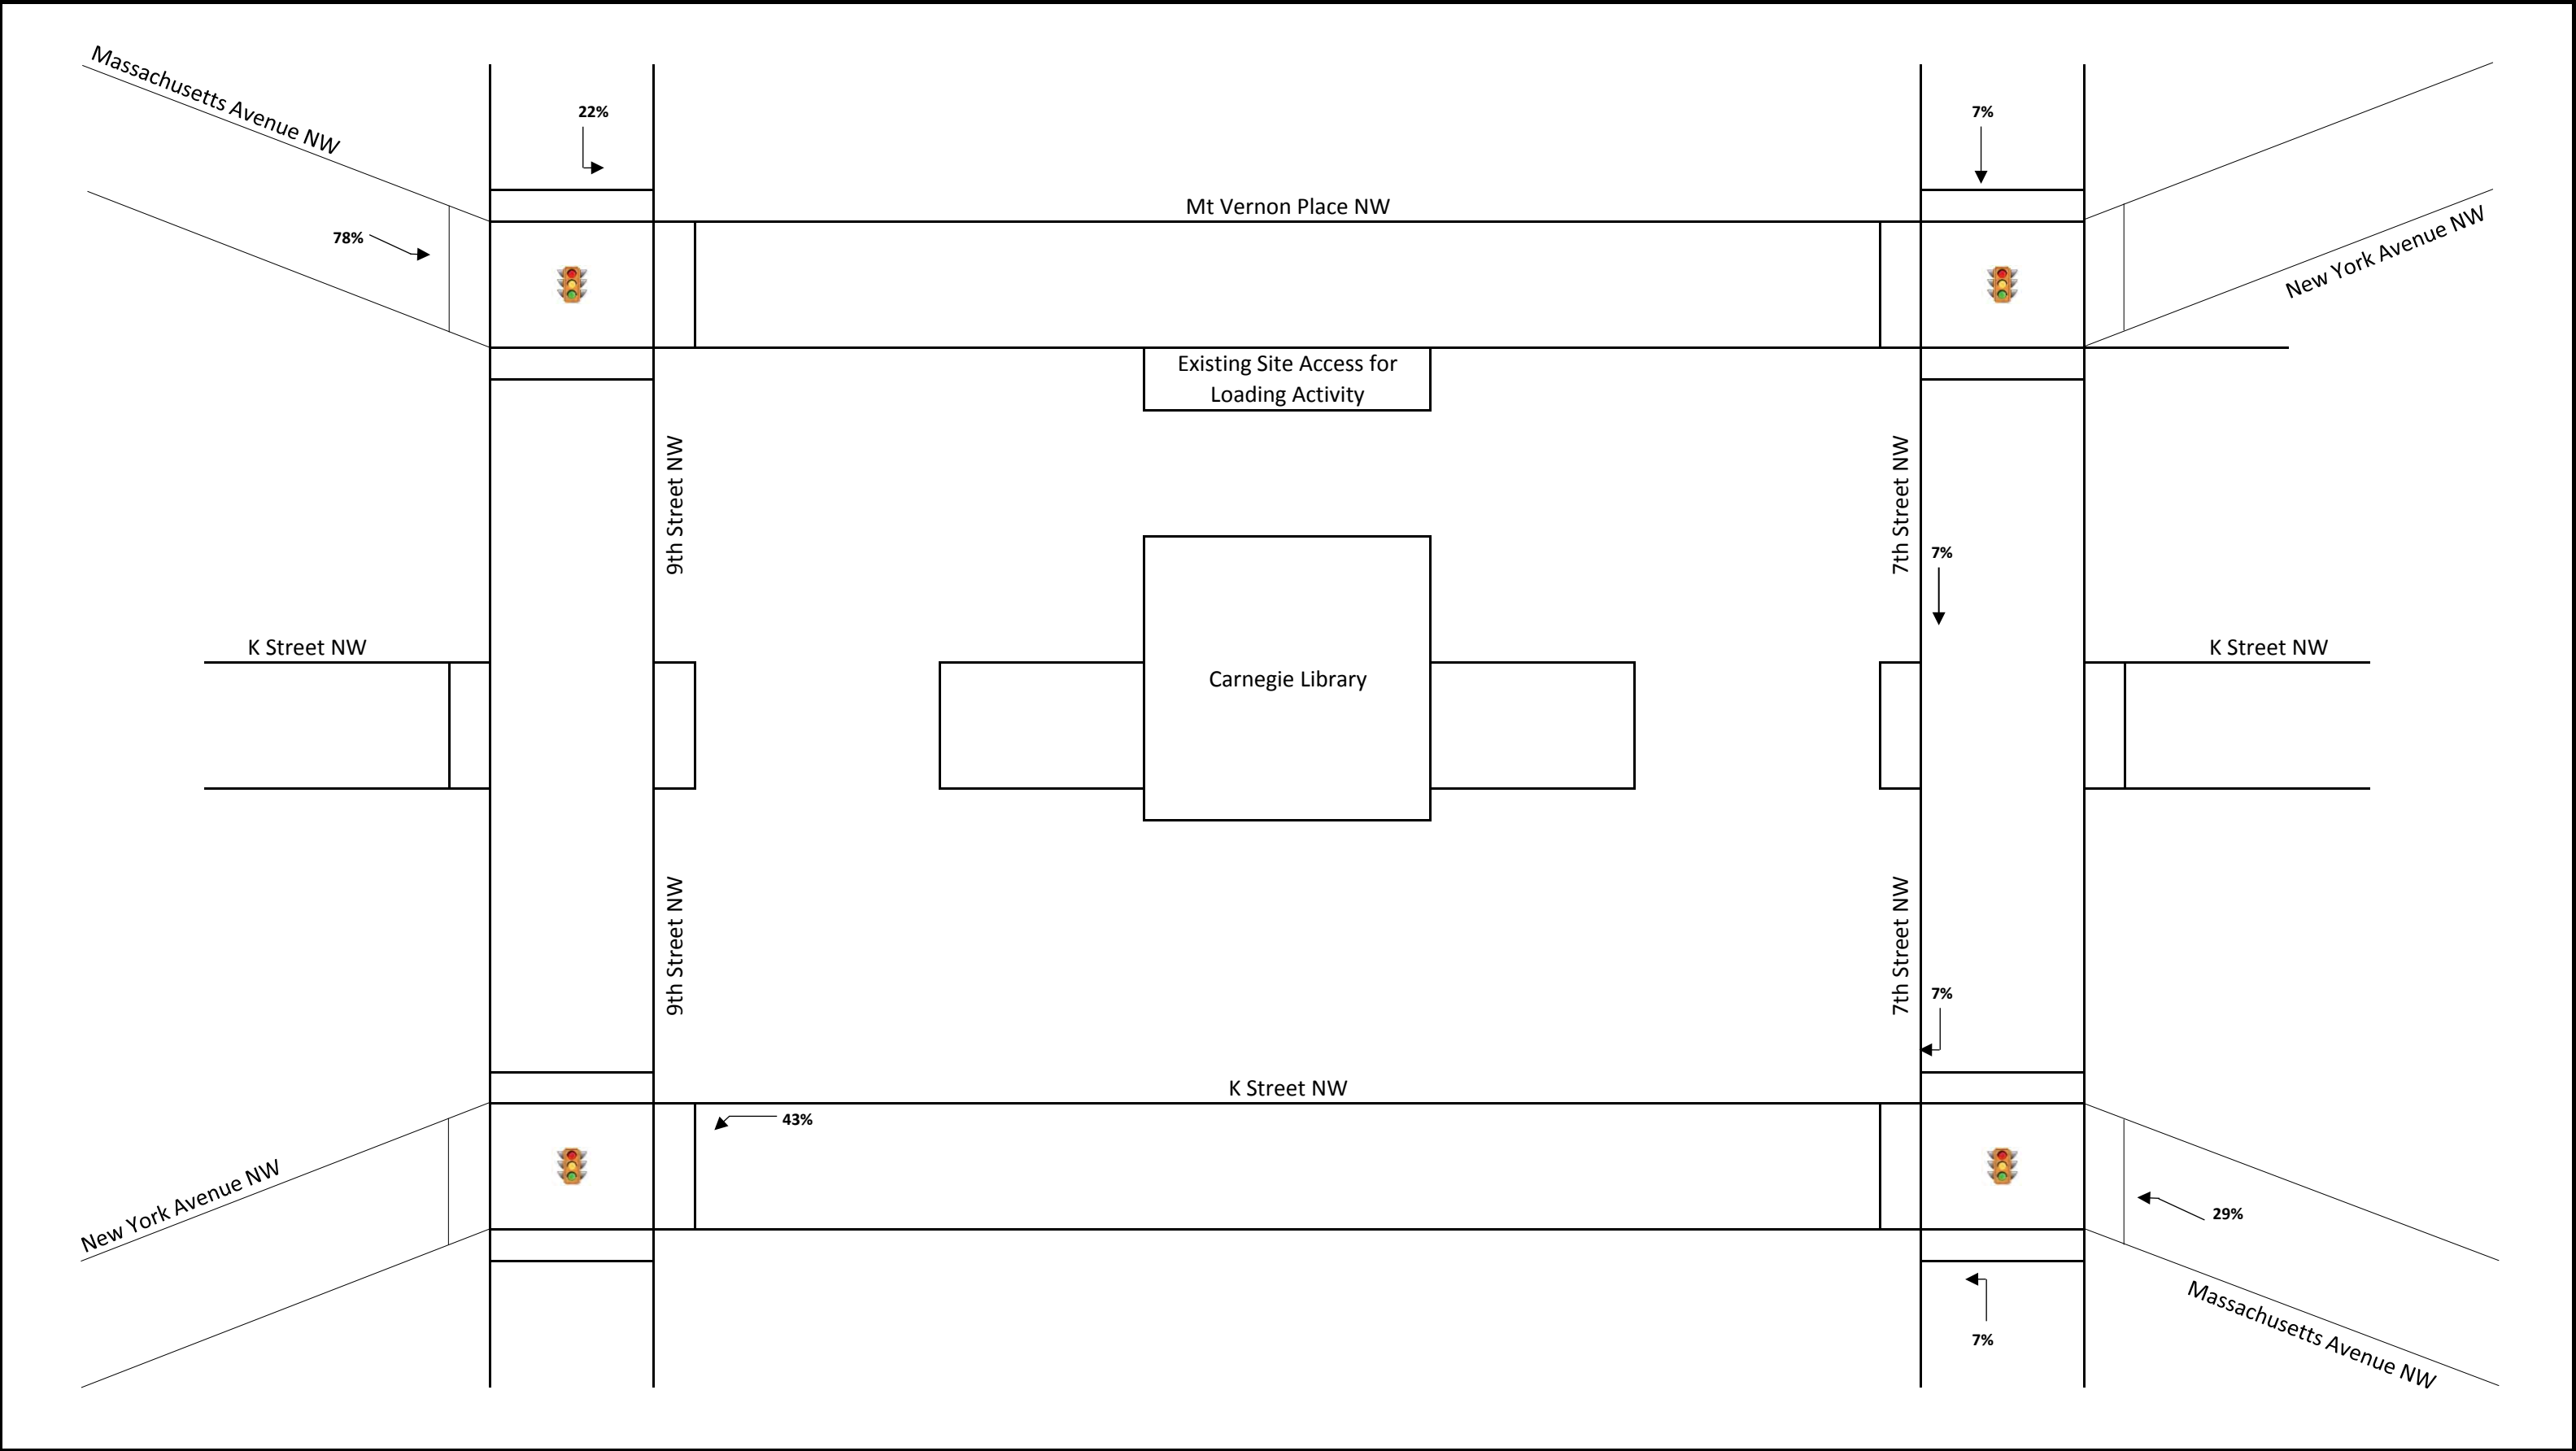 Massachusetts Avenue NW
22%
7%
Mt Vernon Place NW
78%
New York Avenue NW
Existing Site Access for
Loading Activity
9th Street NW
7th Street NW
7%
K Street NW
K Street NW
Carnegie Library
9th Street NW
7th Street NW
7%
K Street NW
43%
New York Avenue NW
29%
Massachusetts Avenue NW
7%